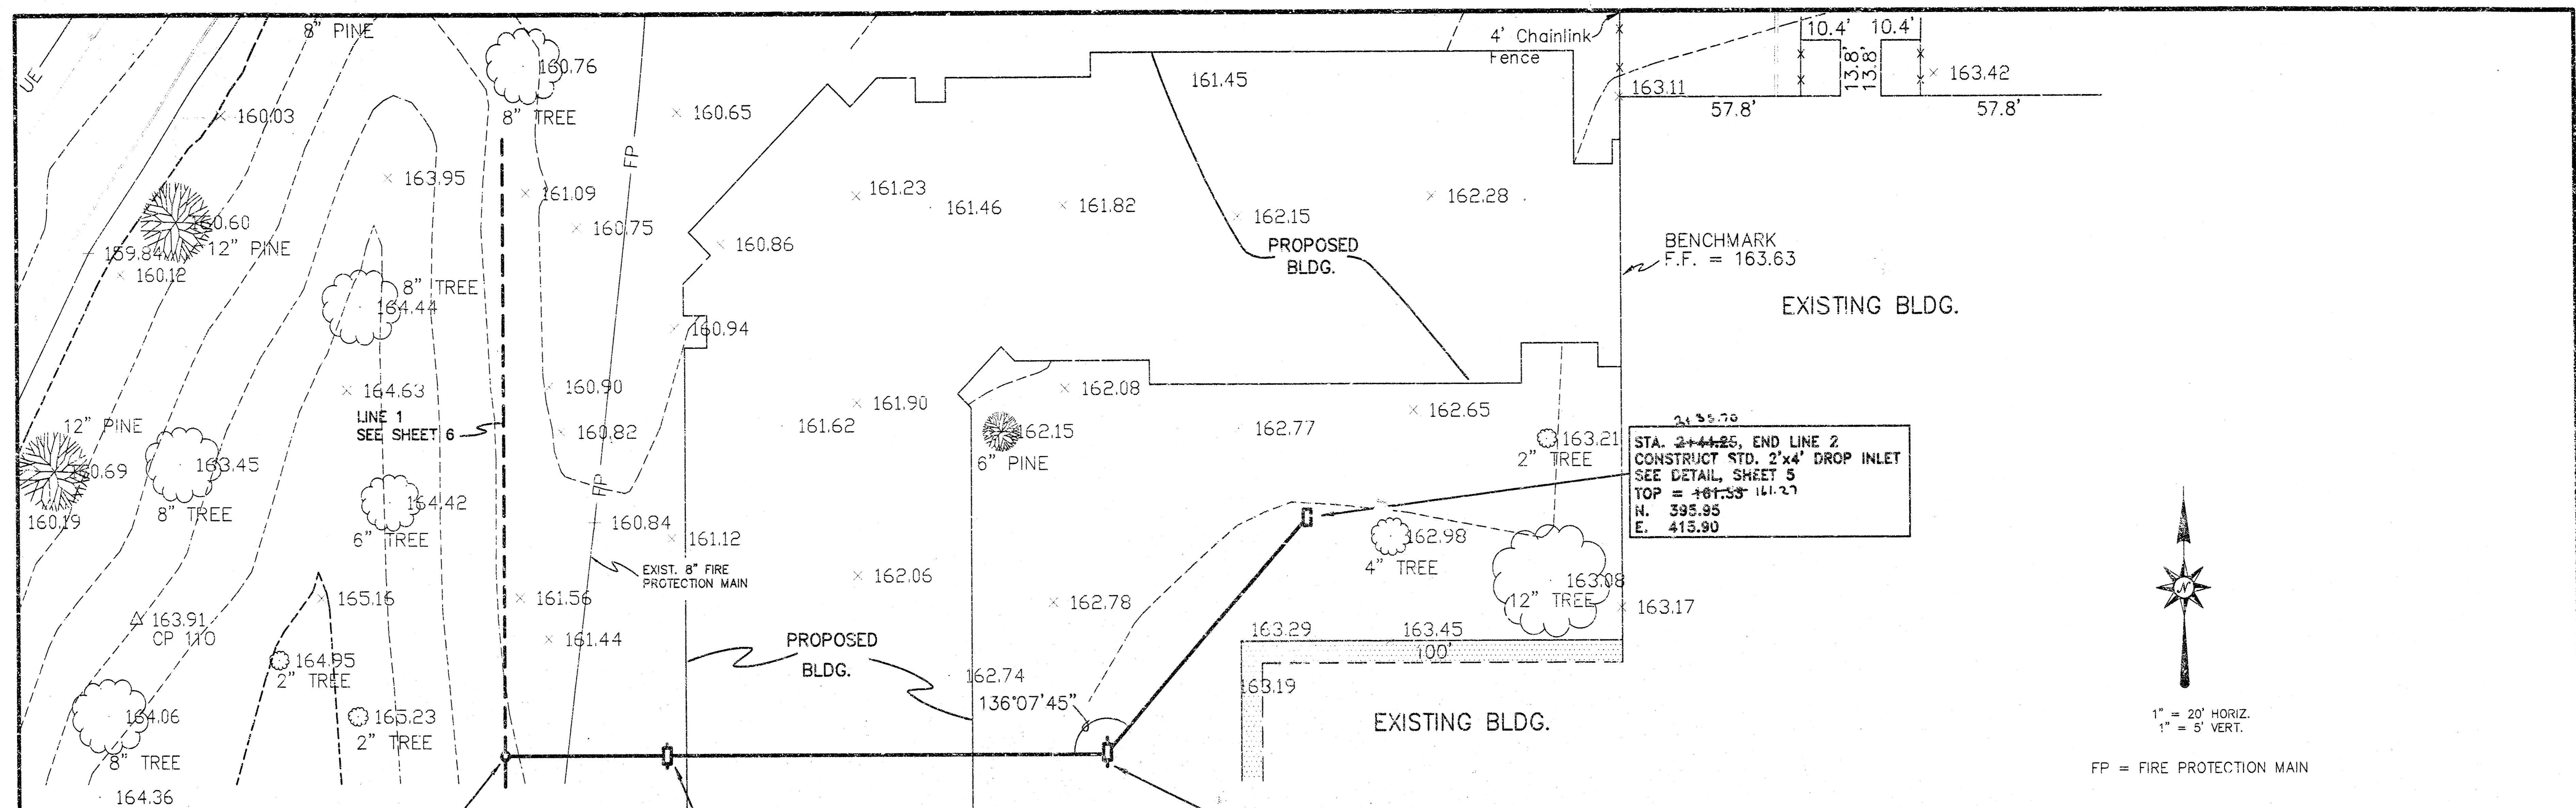 8" PINE
UE
160.76
8" TREE
160.03
160.65
FP
161.45
4' Chainlink
Fence
10.4'
10.4'
13.8'
13.8'
163.11
163.42
57.8'
57.8'
163.95
161.09
160.75
161.23
161.46
161.82
162.15
162.28
160.60
12" PINE
159.84
160.12
160.86
PROPOSED
BLDG.
BENCHMARK
F.F. = 163.63
EXISTING BLDG.
8" TREE
164.44
160.94
164.63
160.90
161.90
162.08
162.65
LINE 1
SEE SHEET 6
12" PINE
160.69
160.19
163.45
8" TREE
160.82
161.62
162.15
6" PINE
162.77
163.21
2" TREE
2+35.70
STA. 2+44.25, END LINE 2
CONSTRUCT STD. 2'x4' DROP INLET
SEE DETAIL, SHEET 5
TOP = 161.55 161.27
N. 395.95
E. 415.90
164.42
6" TREE
FP
160.84
161.12
EXIST. 8" FIRE
PROTECTION MAIN
162.98
4" TREE
163.08
12" TREE
162.06
162.78
163.17
165.16
161.56
161.44
163.91
CP 110
164.95
2" TREE
PROPOSED
BLDG.
163.29
163.45
100'
163.19
162.74
136°07'45"
164.06
8" TREE
165.23
2" TREE
EXISTING BLDG.
164.36
N
1" = 20' HORIZ.
1" = 5' VERT.
FP = FIRE PROTECTION MAIN